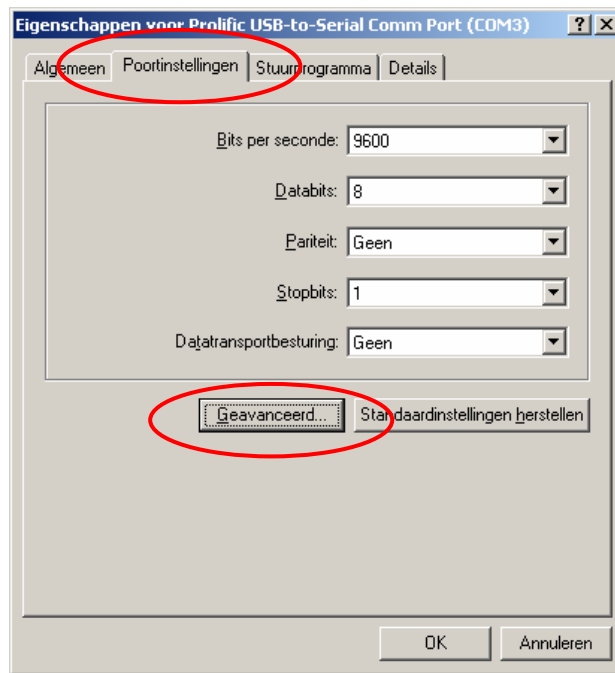 Eigenschappen voor Prolific USB-to-Serial Comm Port (COM3)
Algemeen Poortinstellingen Stuurprogramma Details
Bits per seconde: 9600
Databits: 8
Pariteit: Geen
Stopbits: 1
Datatransportbesturing: Geen
Geavanceerd... Standaardinstellingen herstellen
OK Annuleren